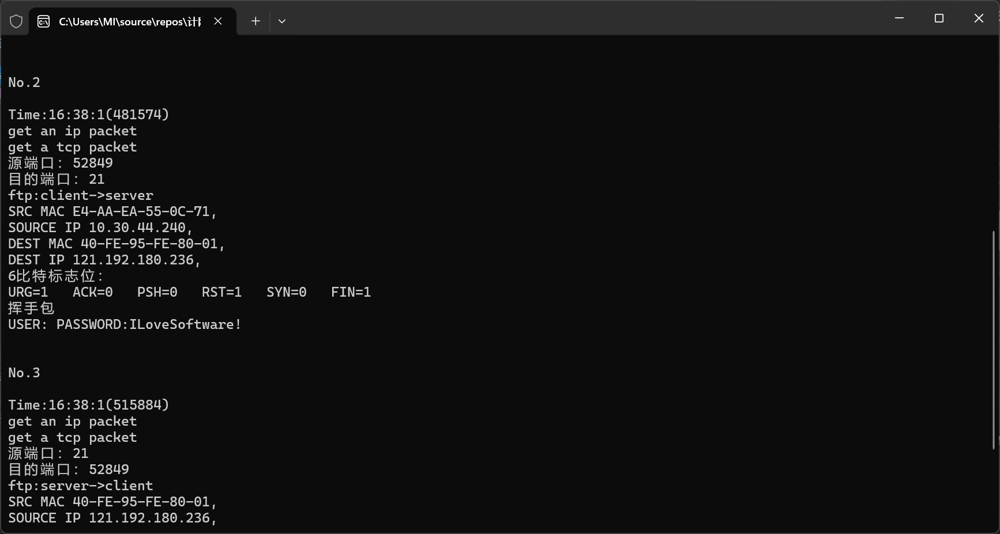 C:\Users\MI\source\repos\计
No.2
Time:16:38:1(481574)
get an ip packet
get a tcp packet
源端口: 52849
目的端口: 21
ftp:client->server
SRC MAC E4-AA-EA-55-0C-71,
SOURCE IP 10.30.44.240,
DEST MAC 40-FE-95-FE-80-01,
DEST IP 121.192.180.236,
6比特标志位:
URG=1   ACK=0   PSH=0   RST=1   SYN=0   FIN=1
挥手包
USER: PASSWORD:ILoveSoftware!
No.3
Time:16:38:1(515884)
get an ip packet
get a tcp packet
源端口: 21
目的端口: 52849
ftp:server->client
SRC MAC 40-FE-95-FE-80-01,
SOURCE IP 121.192.180.236,